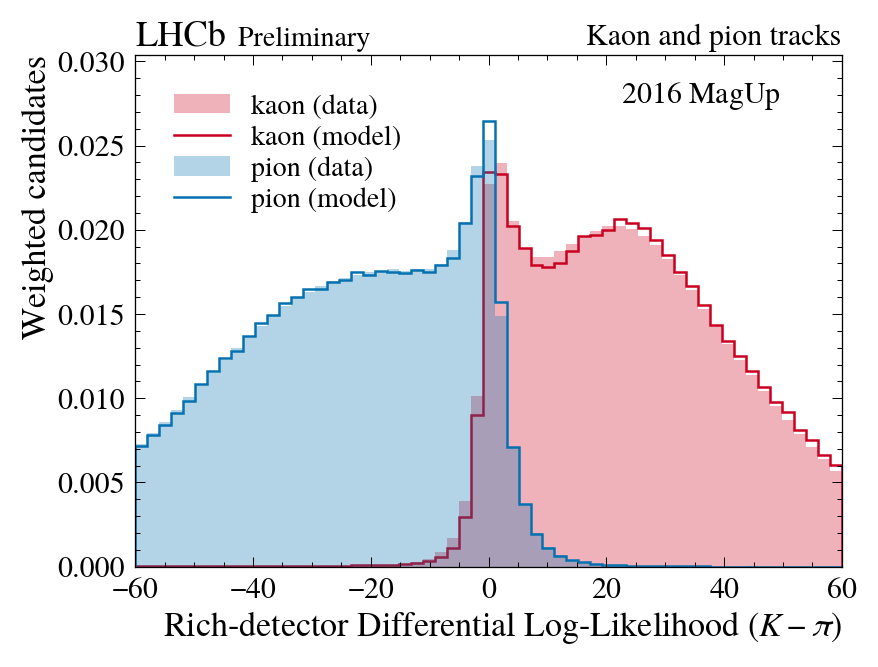 LHCb Preliminary
Kaon and pion tracks
2016 MagUp
kaon (data)
kaon (model)
pion (data)
pion (model)
Weighted candidates
0.030
0.025
0.020
0.015
0.010
0.005
0.000
−60 −40 −20 0 20 40 60
Rich-detector Differential Log-Likelihood (K − π)